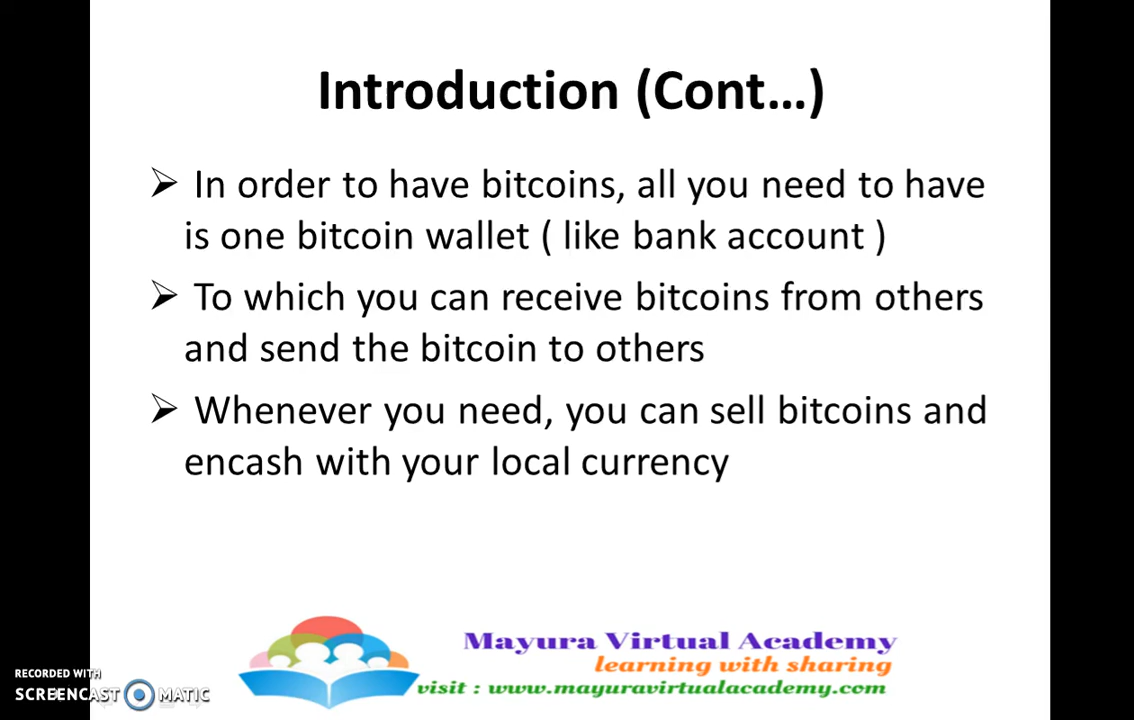 Introduction (Cont...)
➢ In order to have bitcoins, all you need to have
is one bitcoin wallet ( like bank account )
➢ To which you can receive bitcoins from others
and send the bitcoin to others
➢ Whenever you need, you can sell bitcoins and
encash with your local currency
Mayura Virtual Academy
learning with sharing
visit : www.mayuravirtualacademy.com
RECORDED WITH
SCREENCAST MATIC